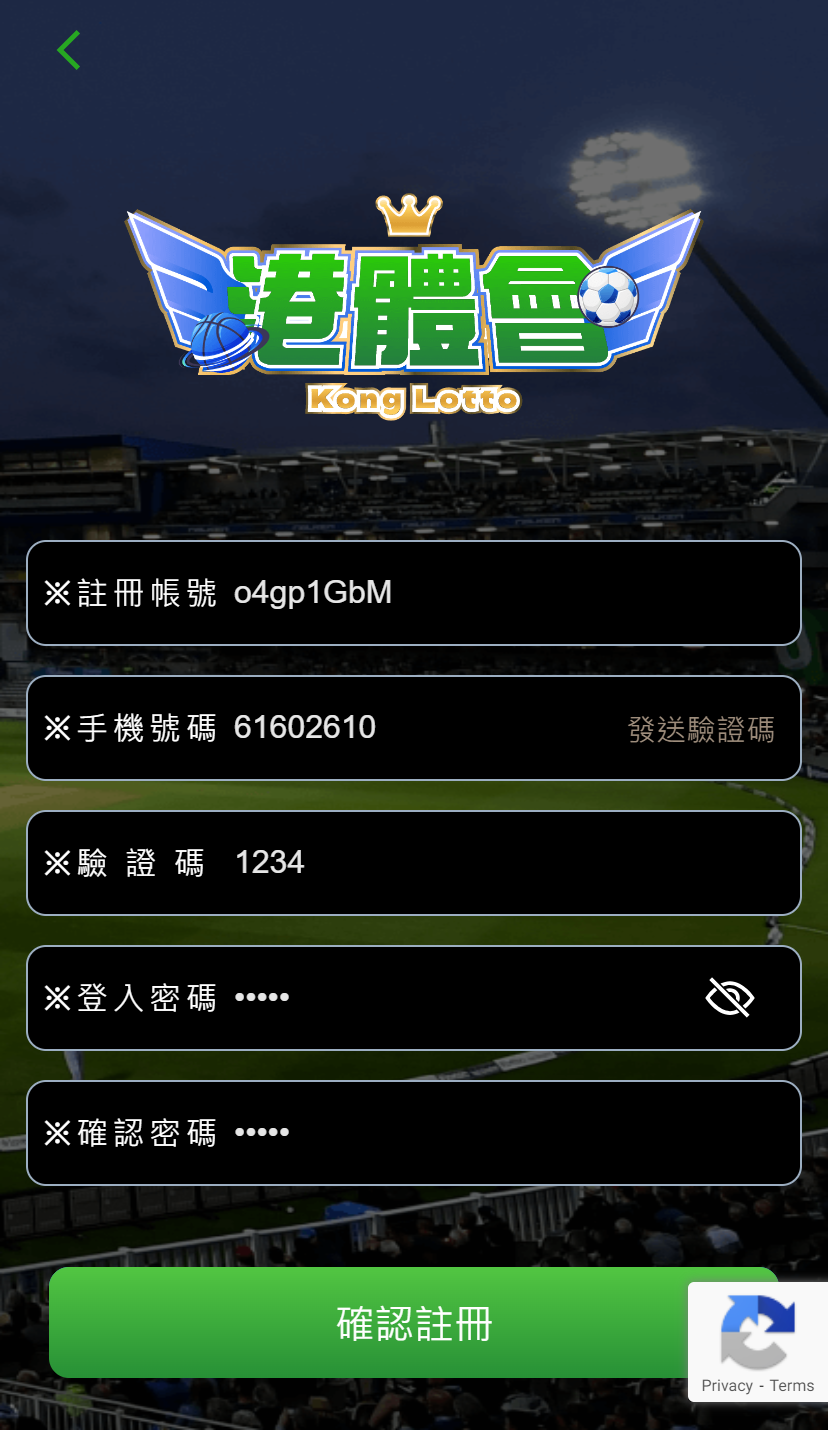 港體會
Kong Lotto
※註冊帳號 o4gp1GbM
※手機號碼 61602610 發送驗證碼
※驗證碼 1234
※登入密碼 •••••
※確認密碼 •••••
確認註冊
Privacy - Terms